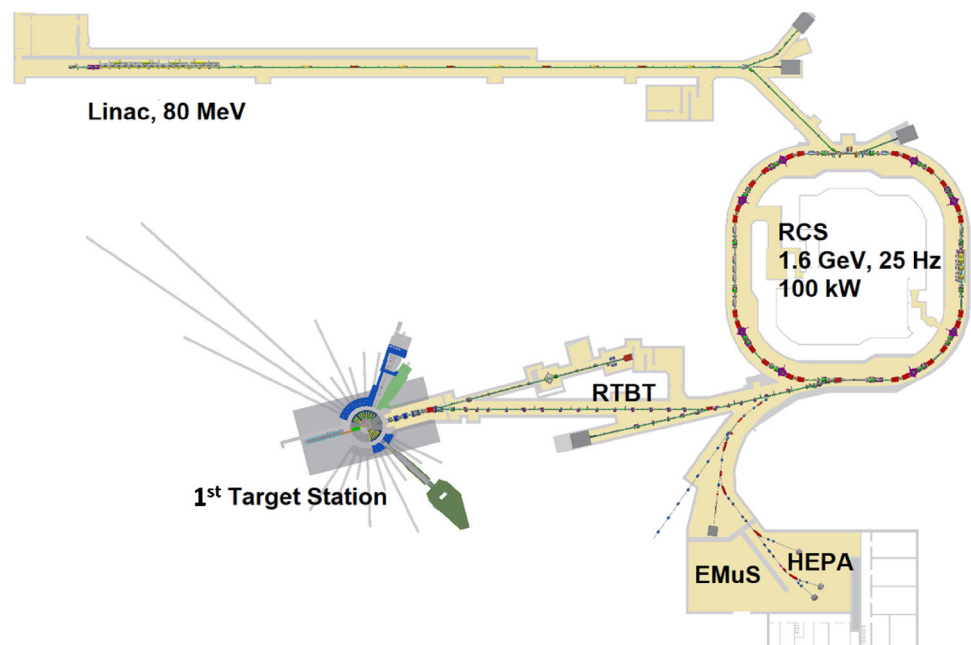 Linac, 80 MeV
RCS
1.6 GeV, 25 Hz
100 kW
RTBT
1st Target Station
EMuS
HEPA